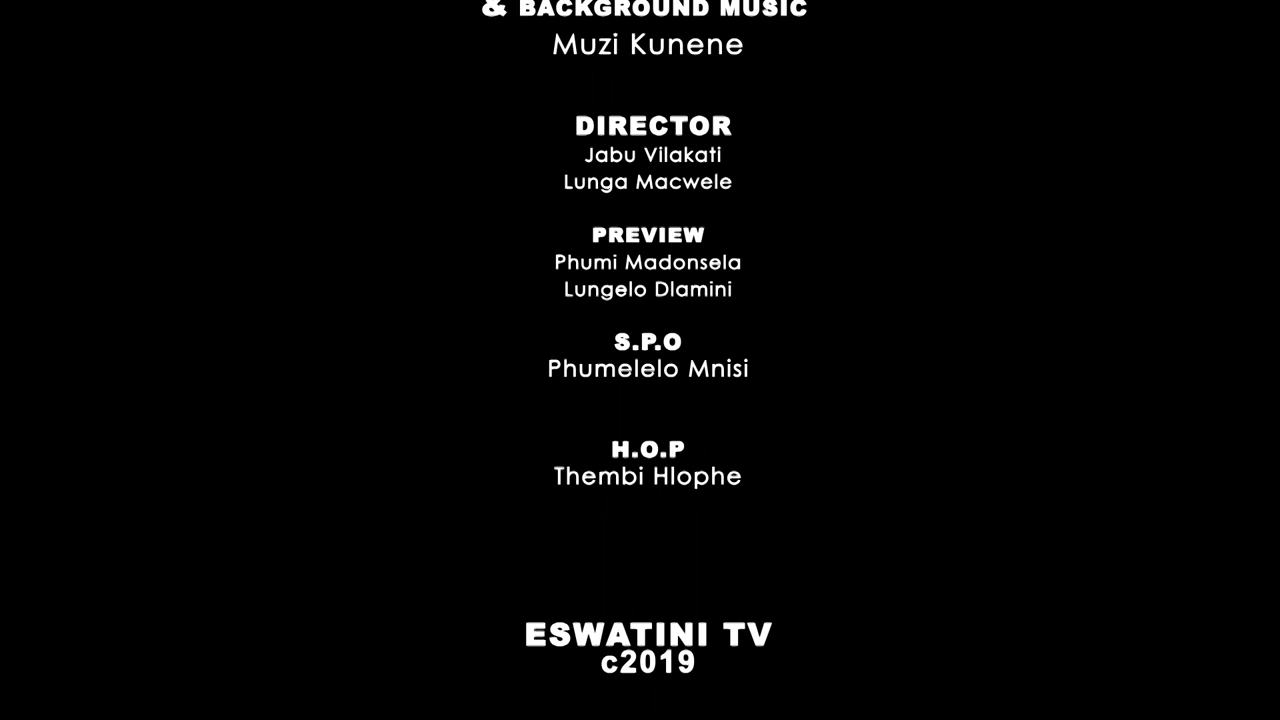 & BACKGROUND MUSIC
Muzi Kunene
DIRECTOR
Jabu Vilakati
Lunga Macwele
PREVIEW
Phumi Madonsela
Lungelo Dlamini
S.P.O
Phumelelo Mnisi
H.O.P
Thembi Hlophe
ESWATINI TV
c2019